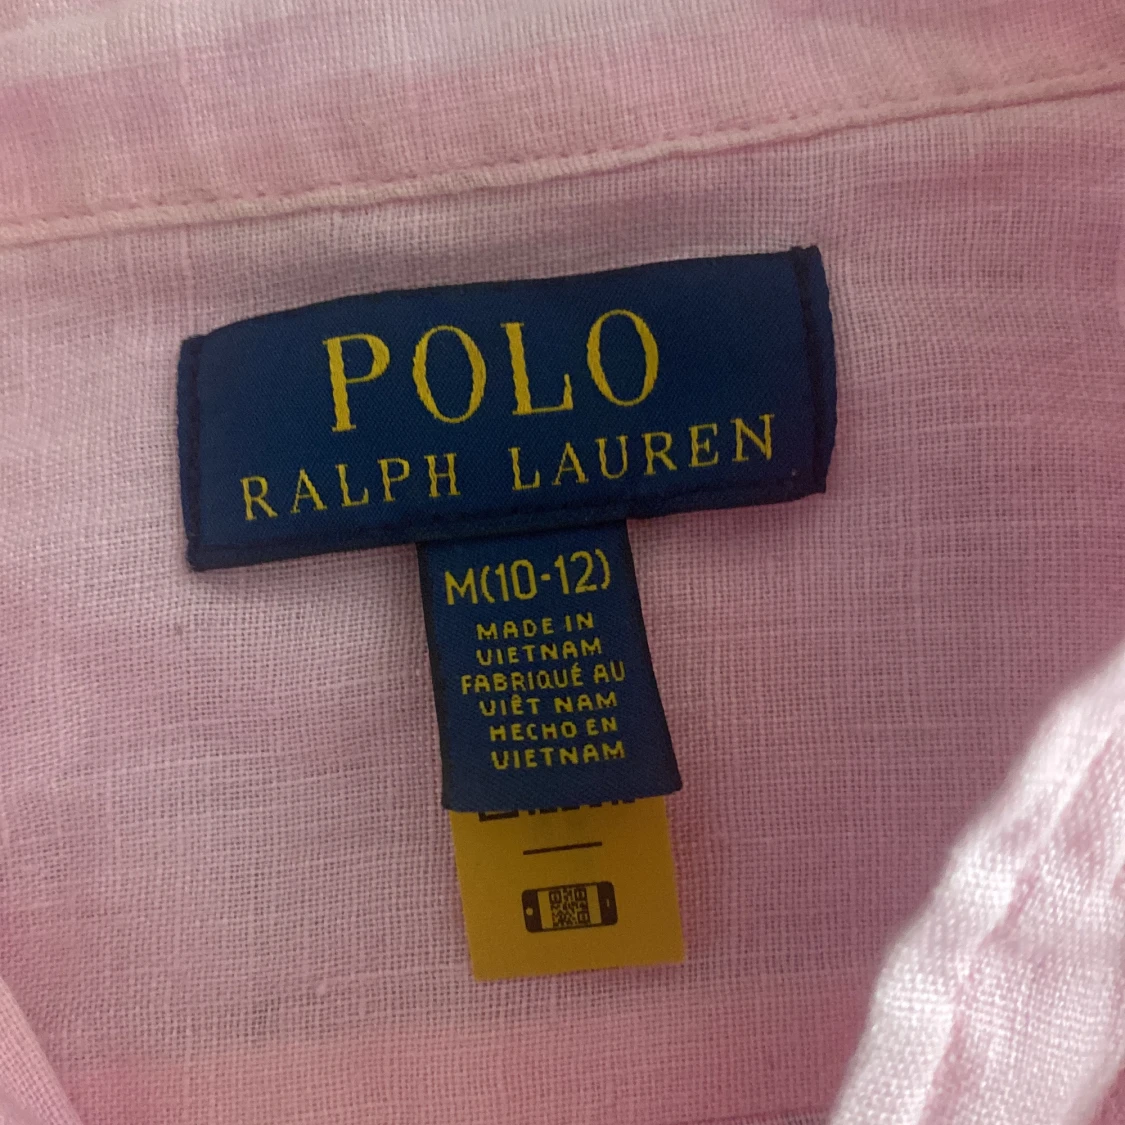 POLO
RALPH LAUREN
M(10-12)
MADE IN
VIETNAM
FABRIQUÉ AU
VIÊT NAM
HECHO EN
VIETNAM